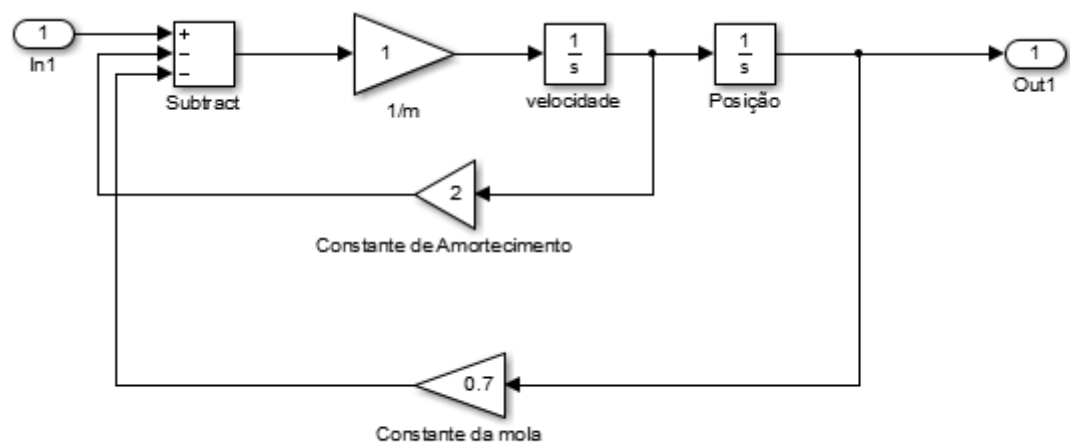 1
In1
+
−
−
Subtract
1
1/m
1
s
velocidade
1
s
Posição
1
Out1
2
Constante de Amortecimento
0.7
Constante da mola